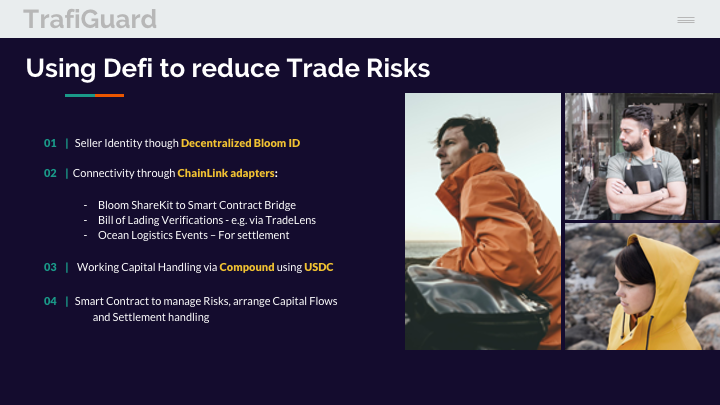 TrafiGuard
Using Defi to reduce Trade Risks
01 | Seller Identity though Decentralized Bloom ID
02 | Connectivity through ChainLink adapters:
- Bloom ShareKit to Smart Contract Bridge
- Bill of Lading Verifications - e.g. via TradeLens
- Ocean Logistics Events – For settlement
03 | Working Capital Handling via Compound using USDC
04 | Smart Contract to manage Risks, arrange Capital Flows
and Settlement handling